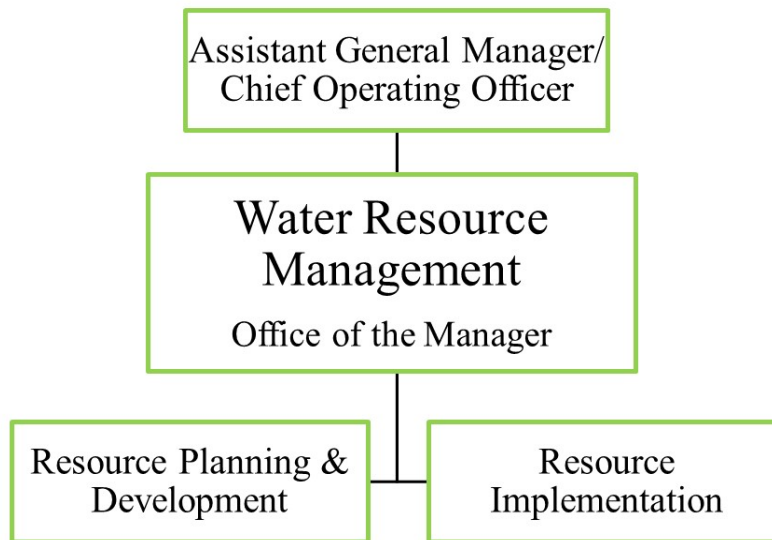 Assistant General Manager/
Chief Operating Officer
Water Resource
Management
Office of the Manager
Resource Planning &
Development
Resource
Implementation